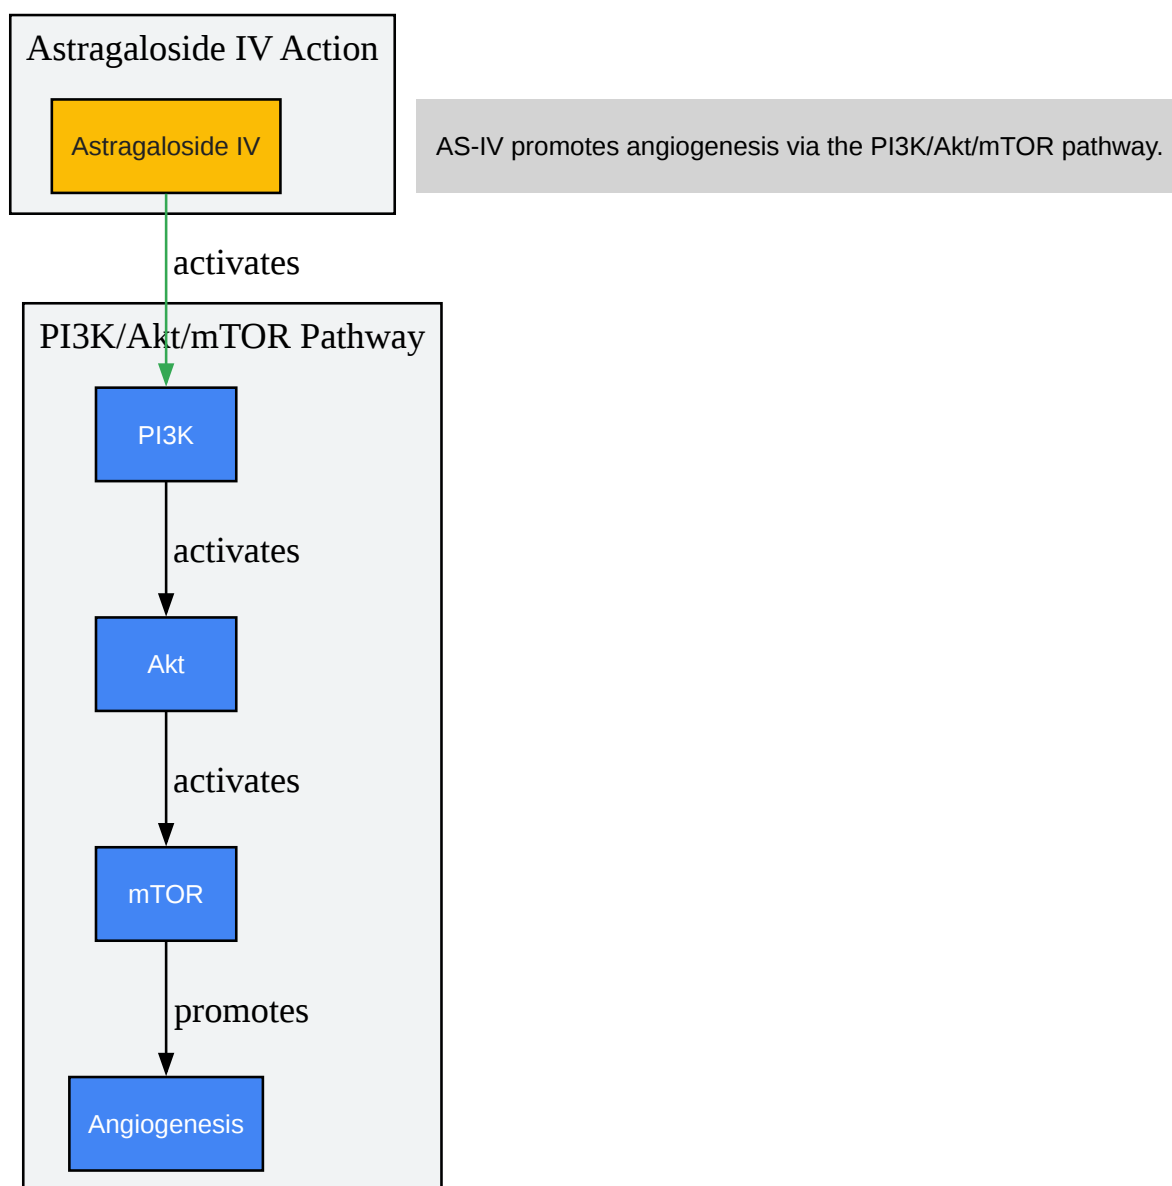 Astragaloside IV Action
Astragaloside IV
AS-IV promotes angiogenesis via the PI3K/Akt/mTOR pathway.
activates
PI3K/Akt/mTOR Pathway
PI3K
activates
Akt
activates
mTOR
promotes
Angiogenesis